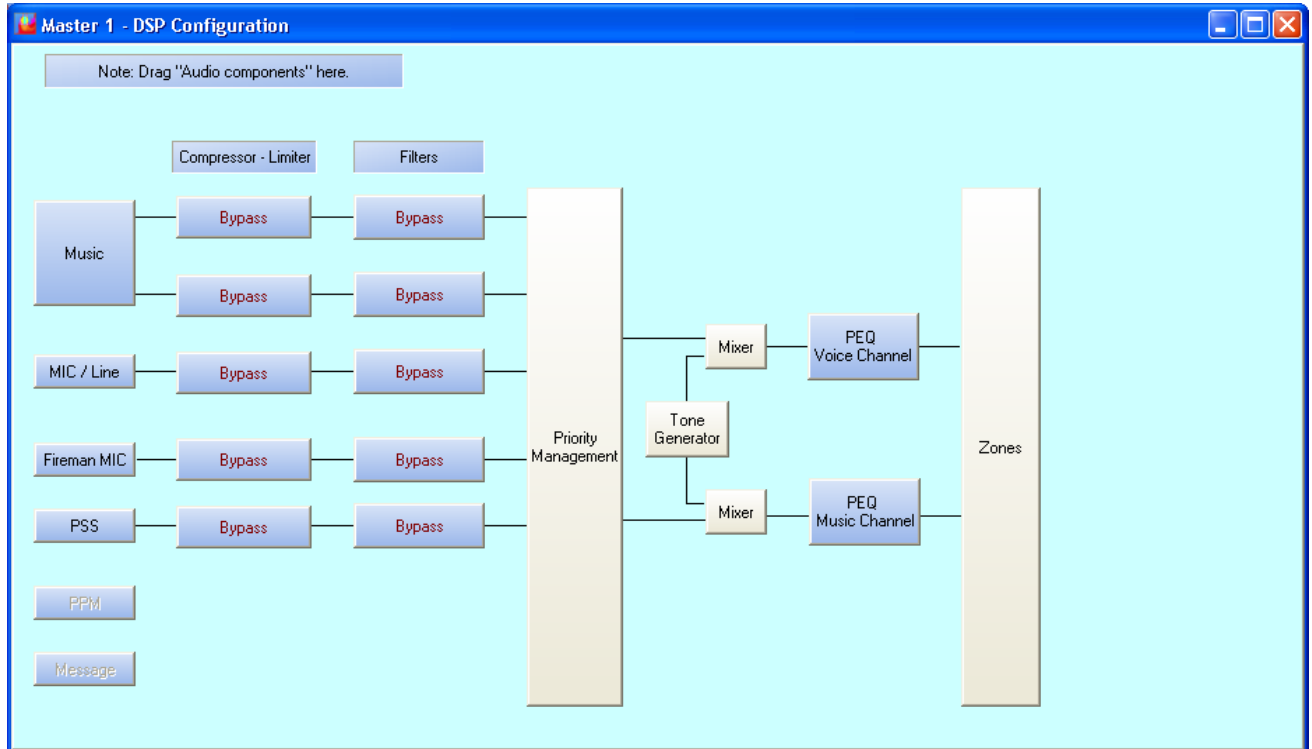 Master 1 - DSP Configuration
Note: Drag "Audio components" here.
Compressor - Limiter
Filters
Music
Bypass
Bypass
Bypass
Bypass
MIC / Line
Bypass
Bypass
Fireman MIC
Bypass
Bypass
PSS
Bypass
Bypass
PPM
Message
Priority
Management
Mixer
Tone
Generator
Mixer
PEQ
Voice Channel
PEQ
Music Channel
Zones